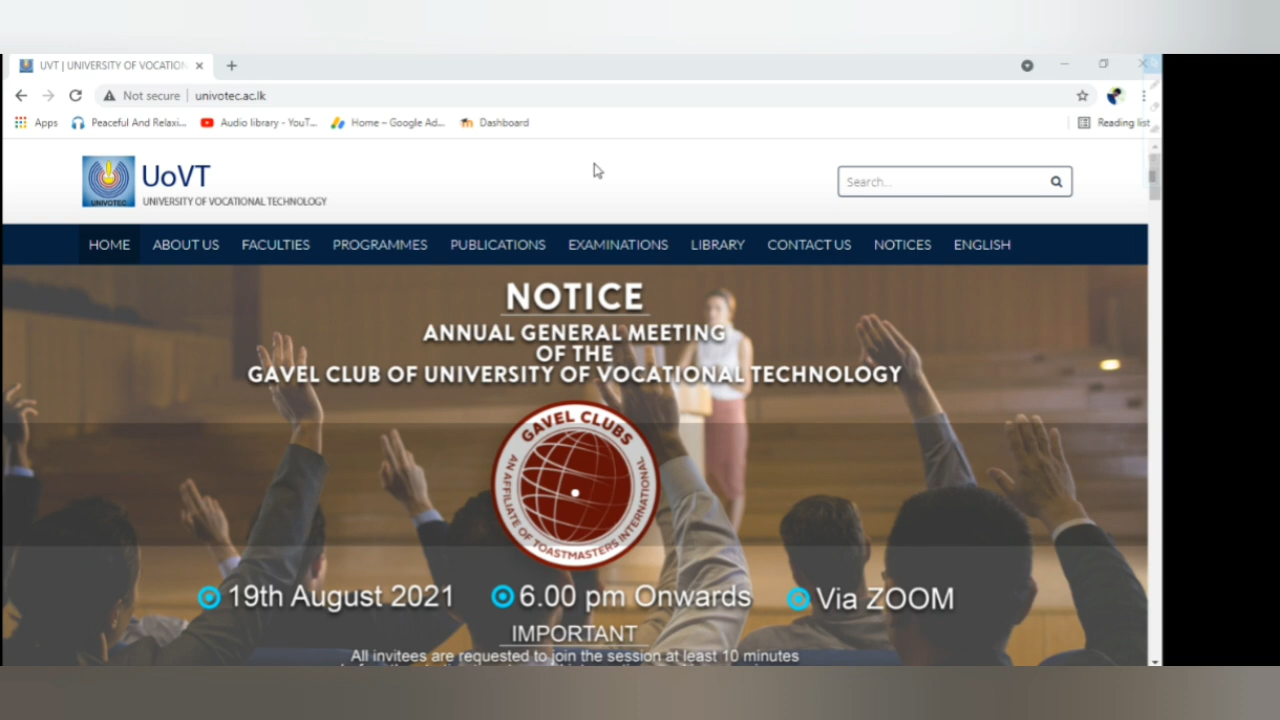 UVT | UNIVERSITY OF VOCATION
Not secure | univotec.ac.lk
Apps Peaceful And Relaxi... Audio library - YouT... Home – Google Ad... Dashboard Reading list
UoVT
UNIVERSITY OF VOCATIONAL TECHNOLOGY
UNIVOTEC
Search...
HOME ABOUT US FACULTIES PROGRAMMES PUBLICATIONS EXAMINATIONS LIBRARY CONTACT US NOTICES ENGLISH
NOTICE
ANNUAL GENERAL MEETING
OF THE
GAVEL CLUB OF UNIVERSITY OF VOCATIONAL TECHNOLOGY
GAVEL CLUBS
AN AFFILIATE OF TOASTMASTERS INTERNATIONAL
19th August 2021 6.00 pm Onwards Via ZOOM
IMPORTANT
All invitees are requested to join the session at least 10 minutes